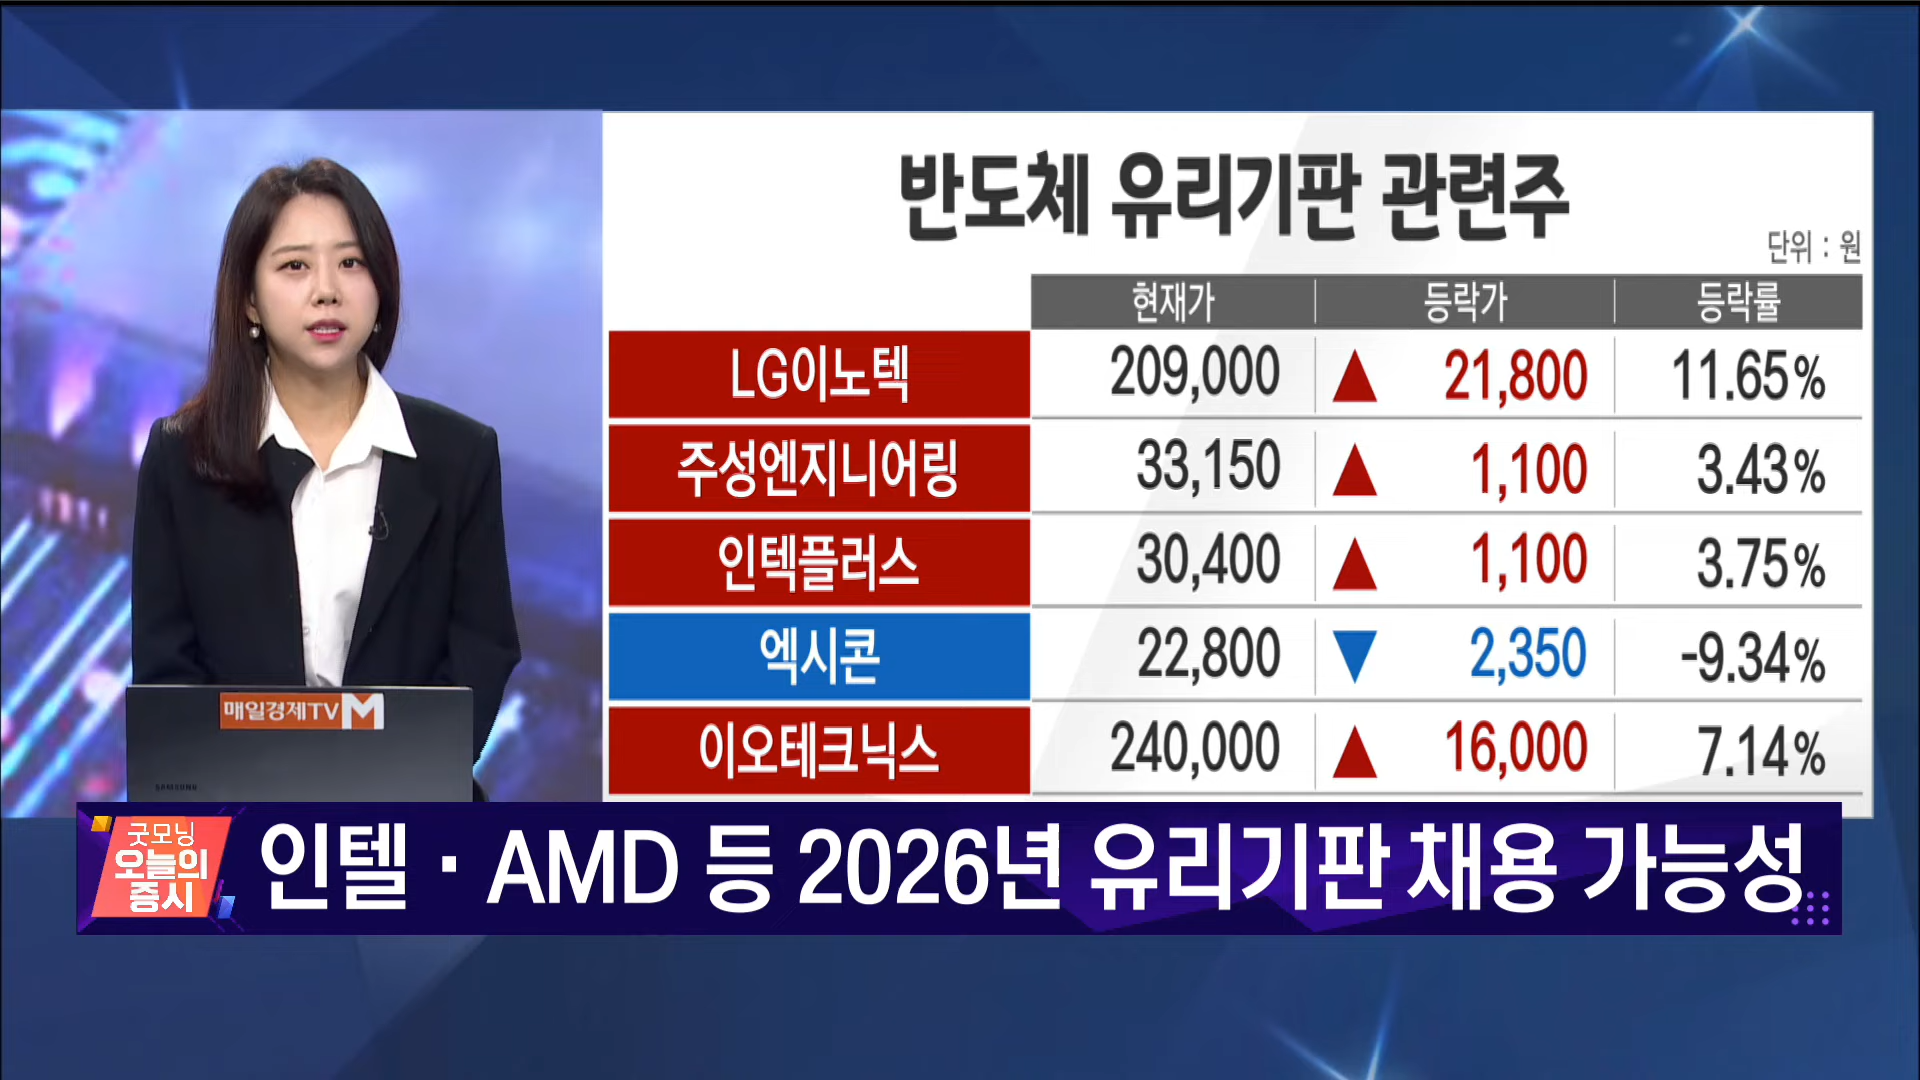 반도체 유리기판 관련주
단위 : 원
현재가 등락가 등락률
LG이노텍 209,000 ▲ 21,800 11.65%
주성엔지니어링 33,150 ▲ 1,100 3.43%
인텍플러스 30,400 ▲ 1,100 3.75%
엑시콘 22,800 ▼ 2,350 -9.34%
이오테크닉스 240,000 ▲ 16,000 7.14%
매일경제TV M
SAMSUNG
굿모닝
오늘의
증시
인텔·AMD 등 2026년 유리기판 채용 가능성